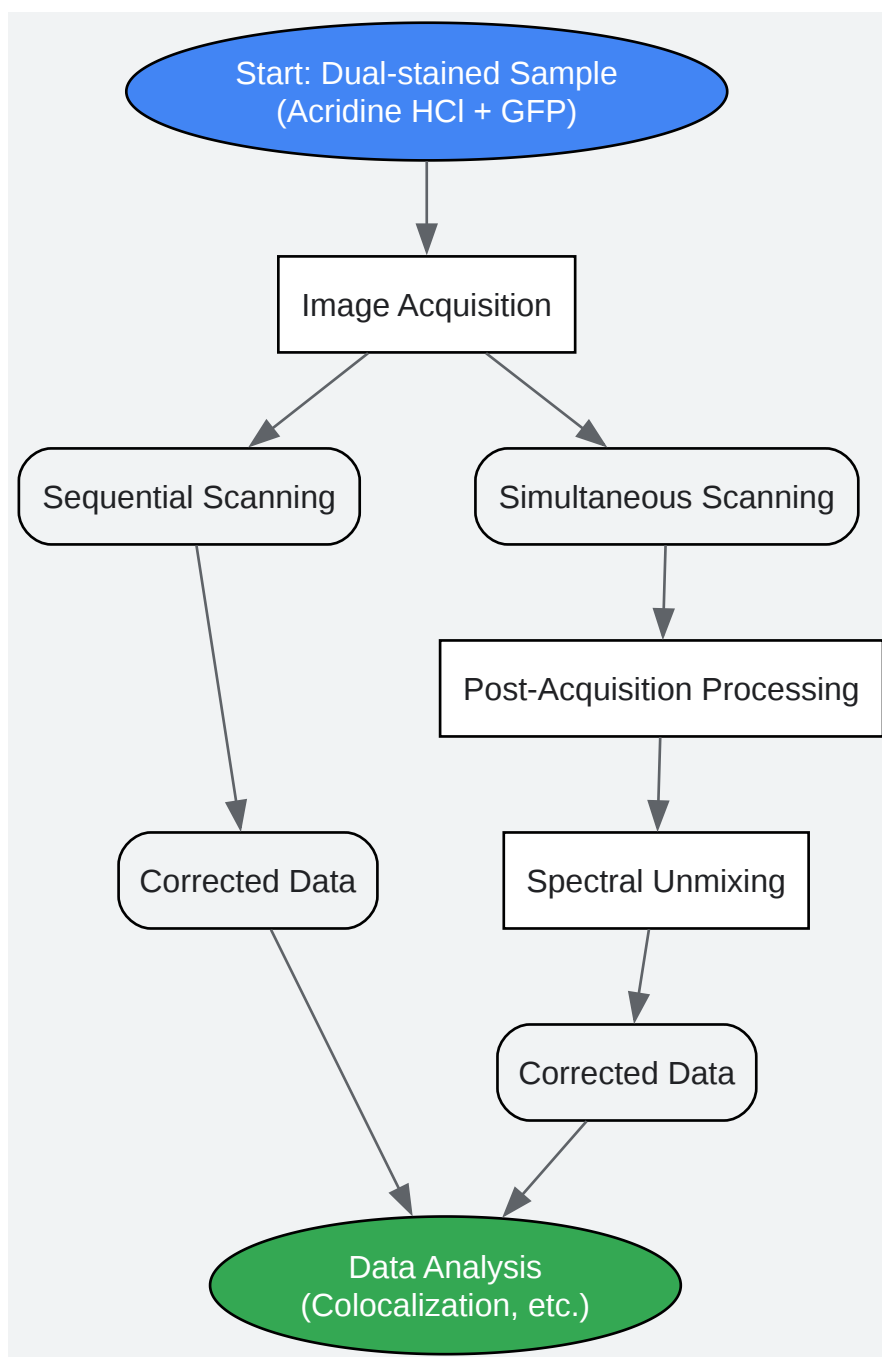 Start: Dual-stained Sample
(Acridine HCl + GFP)
Image Acquisition
Sequential Scanning
Simultaneous Scanning
Post-Acquisition Processing
Corrected Data
Spectral Unmixing
Corrected Data
Data Analysis
(Colocalization, etc.)